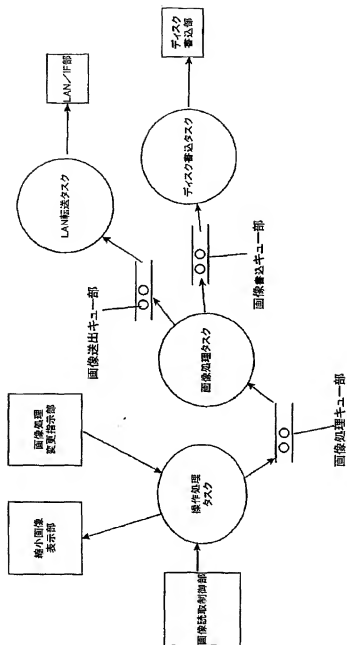 画像読取制御部
縮小画像
表示部
画像処理
変更指示部
操作処理
タスク
画像処理キュー部
画像処理タスク
画像送出キュー部
画像書込キュー部
LAN転送タスク
ディスク書込タスク
LAN/IF部
ディスク
書込部